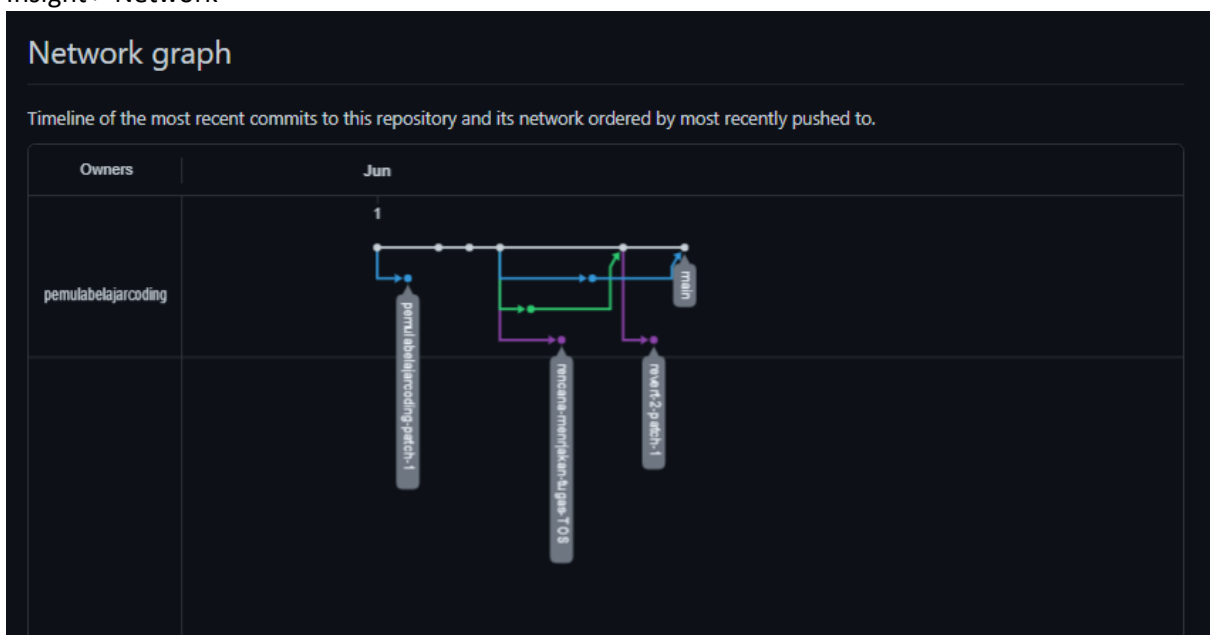 Network graph
Timeline of the most recent commits to this repository and its network ordered by most recently pushed to.
Owners
Jun
1
pemulabelajarcoding
main
pemulabelajarcoding-patch-1
rencana-menrjakan-tugas-TOS
revert-2-patch-1